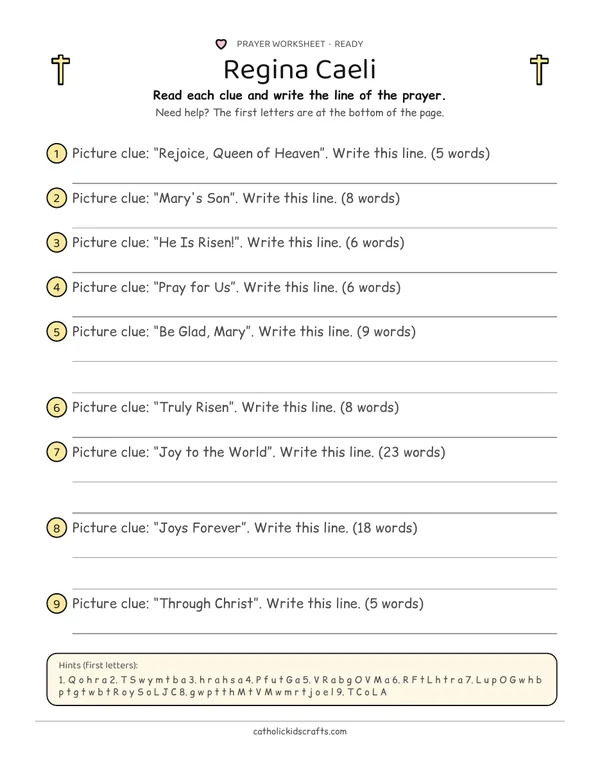 PRAYER WORKSHEET · READY
Regina Caeli
Read each clue and write the line of the prayer.
Need help? The first letters are at the bottom of the page.
1 Picture clue: “Rejoice, Queen of Heaven”. Write this line. (5 words)
2 Picture clue: “Mary's Son”. Write this line. (8 words)
3 Picture clue: “He Is Risen!”. Write this line. (6 words)
4 Picture clue: “Pray for Us”. Write this line. (6 words)
5 Picture clue: “Be Glad, Mary”. Write this line. (9 words)
6 Picture clue: “Truly Risen”. Write this line. (8 words)
7 Picture clue: “Joy to the World”. Write this line. (23 words)
8 Picture clue: “Joys Forever”. Write this line. (18 words)
9 Picture clue: “Through Christ”. Write this line. (5 words)
Hints (first letters):
1. Q o h r a 2. T S w y m t b a 3. h r a h s a 4. P f u t G a 5. V R a b g O V M a 6. R F t L h t r a 7. L u p O G w h b
p t g t w b t R o y S o L J C 8. g w p t t h M t V M w m r t j o e l 9. T C o L A
catholickidscrafts.com